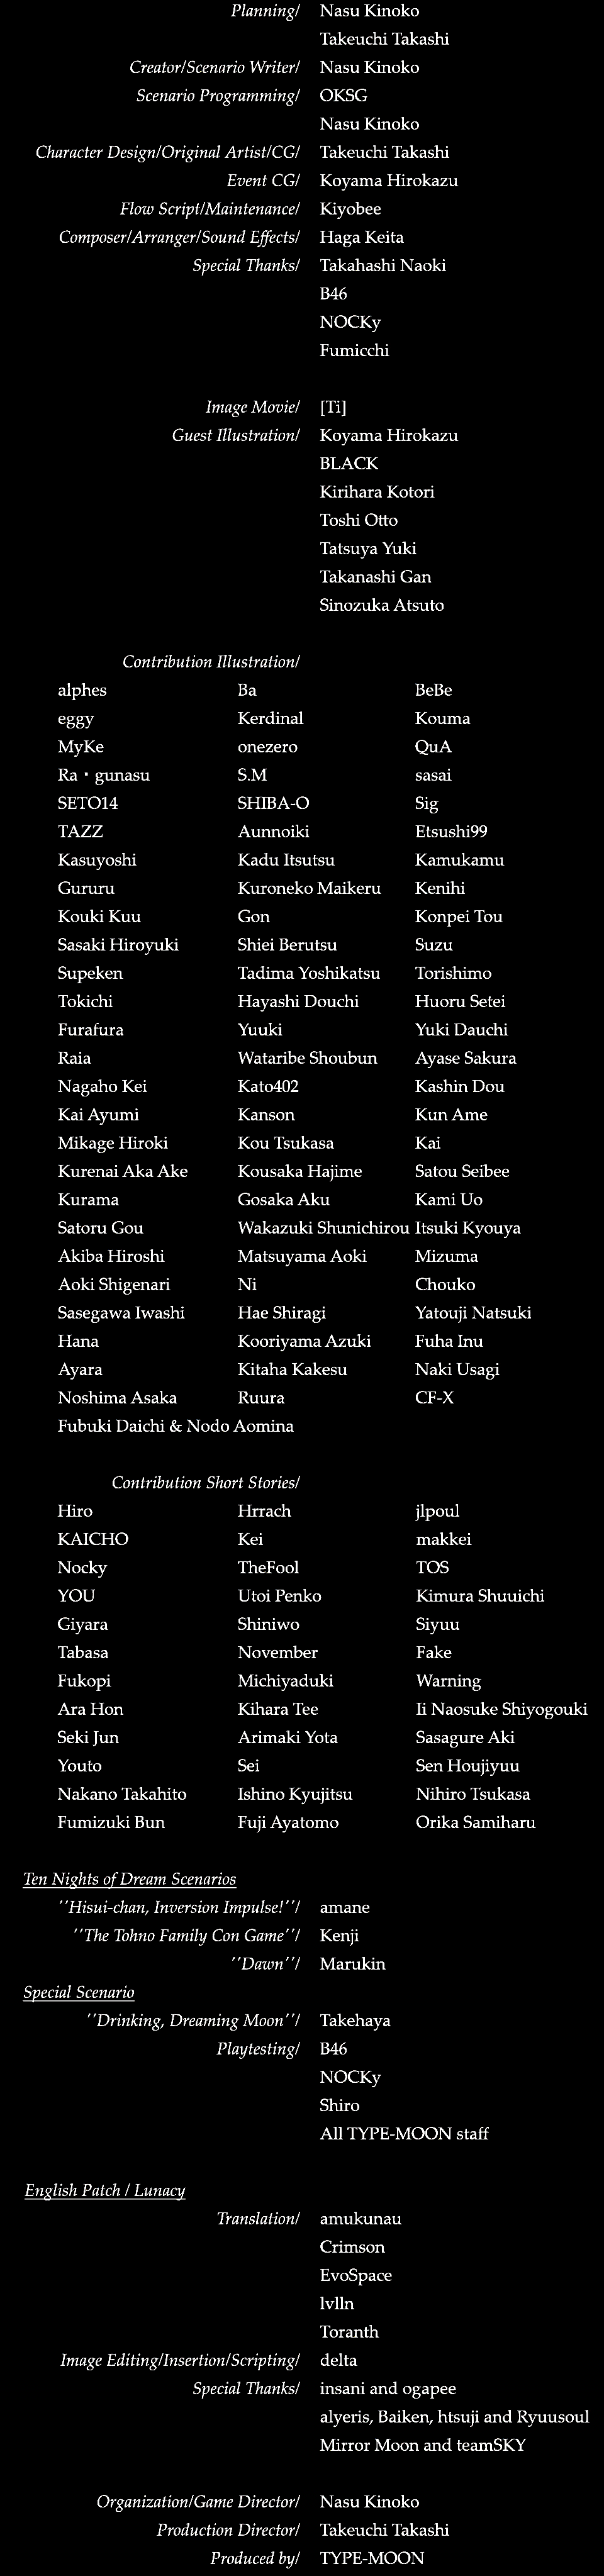 Planning/ Nasu Kinoko
Takeuchi Takashi
Creator/Scenario Writer/ Nasu Kinoko
Scenario Programming/ OKSG
Nasu Kinoko
Character Design/Original Artist/CG/ Takeuchi Takashi
Event CG/ Koyama Hirokazu
Flow Script/Maintenance/ Kiyobee
Composer/Arranger/Sound Effects/ Haga Keita
Special Thanks/ Takahashi Naoki
B46
NOCKy
Fumicchi
Image Movie/ [Ti]
Guest Illustration/ Koyama Hirokazu
BLACK
Kirihara Kotori
Toshi Otto
Tatsuya Yuki
Takanashi Gan
Sinozuka Atsuto
Contribution Illustration/
alphes Ba BeBe
eggy Kerdinal Kouma
MyKe onezero QuA
Ra・gunasu S.M sasai
SETO14 SHIBA-O Sig
TAZZ Aunnoiki Etsushi99
Kasuyoshi Kadu Itsutsu Kamukamu
Gururu Kuroneko Maikeru Kenihi
Kouki Kuu Gon Konpei Tou
Sasaki Hiroyuki Shiei Berutsu Suzu
Supeken Tadima Yoshikatsu Torishimo
Tokichi Hayashi Douchi Huoru Setei
Furafura Yuuki Yuki Dauchi
Raia Wataribe Shoubun Ayase Sakura
Nagaho Kei Kato402 Kashin Dou
Kai Ayumi Kanson Kun Ame
Mikage Hiroki Kou Tsukasa Kai
Kurenai Aka Ake Kousaka Hajime Satou Seibee
Kurama Gosaka Aku Kami Uo
Satoru Gou Wakazuki Shunichirou Itsuki Kyouya
Akiba Hiroshi Matsuyama Aoki Mizuma
Aoki Shigenari Ni Chouko
Sasegawa Iwashi Hae Shiragi Yatouji Natsuki
Hana Kooriyama Azuki Fuha Inu
Ayara Kitaha Kakesu Naki Usagi
Noshima Asaka Ruura CF-X
Fubuki Daichi & Nodo Aomina
Contribution Short Stories/
Hiro Hrrach jlpoul
KAICHO Kei makkei
Nocky TheFool TOS
YOU Utoi Penko Kimura Shuuichi
Giyara Shiniwo Siyuu
Tabasa November Fake
Fukopi Michiyaduki Warning
Ara Hon Kihara Tee Ii Naosuke Shiyogouki
Seki Jun Arimaki Yota Sasagure Aki
Youto Sei Sen Houjiyuu
Nakano Takahito Ishino Kyujitsu Nihiro Tsukasa
Fumizuki Bun Fuji Ayatomo Orika Samiharu
Ten Nights of Dream Scenarios
''Hisui-chan, Inversion Impulse!''/ amane
''The Tohno Family Con Game''/ Kenji
''Dawn''/ Marukin
Special Scenario
''Drinking, Dreaming Moon''/ Takehaya
Playtesting/ B46
NOCKy
Shiro
All TYPE-MOON staff
English Patch / Lunacy
Translation/ amukunau
Crimson
EvoSpace
lvlln
Toranth
Image Editing/Insertion/Scripting/ delta
Special Thanks/ insani and ogapee
alyeris, Baiken, htsuji and Ryuusoul
Mirror Moon and teamSKY
Organization/Game Director/ Nasu Kinoko
Production Director/ Takeuchi Takashi
Produced by/ TYPE-MOON